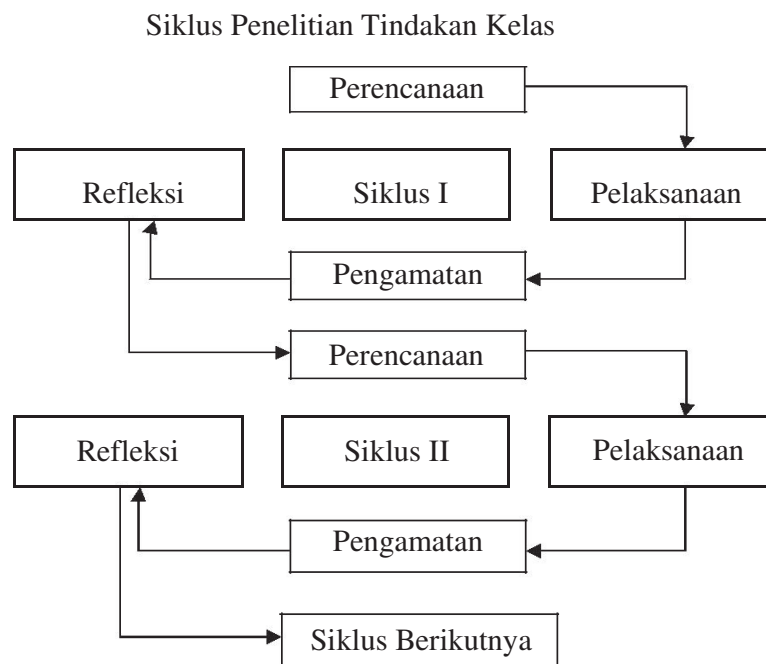 Siklus Penelitian Tindakan Kelas
Perencanaan
Refleksi
Siklus I
Pelaksanaan
Pengamatan
Perencanaan
Refleksi
Siklus II
Pelaksanaan
Pengamatan
Siklus Berikutnya